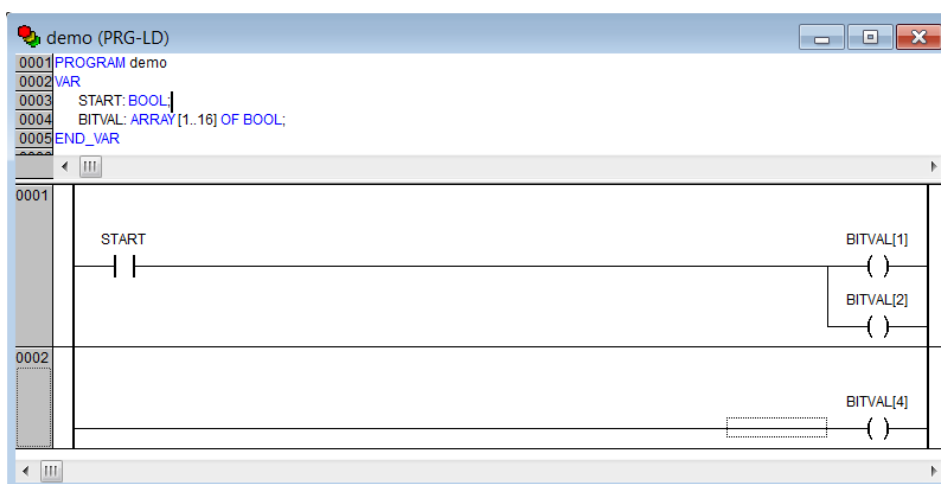 demo (PRG-LD)
0001 PROGRAM demo
0002 VAR
0003 START: BOOL;
0004 BITVAL: ARRAY [1..16] OF BOOL;
0005 END_VAR
0001
START
BITVAL[1]
BITVAL[2]
0002
BITVAL[4]